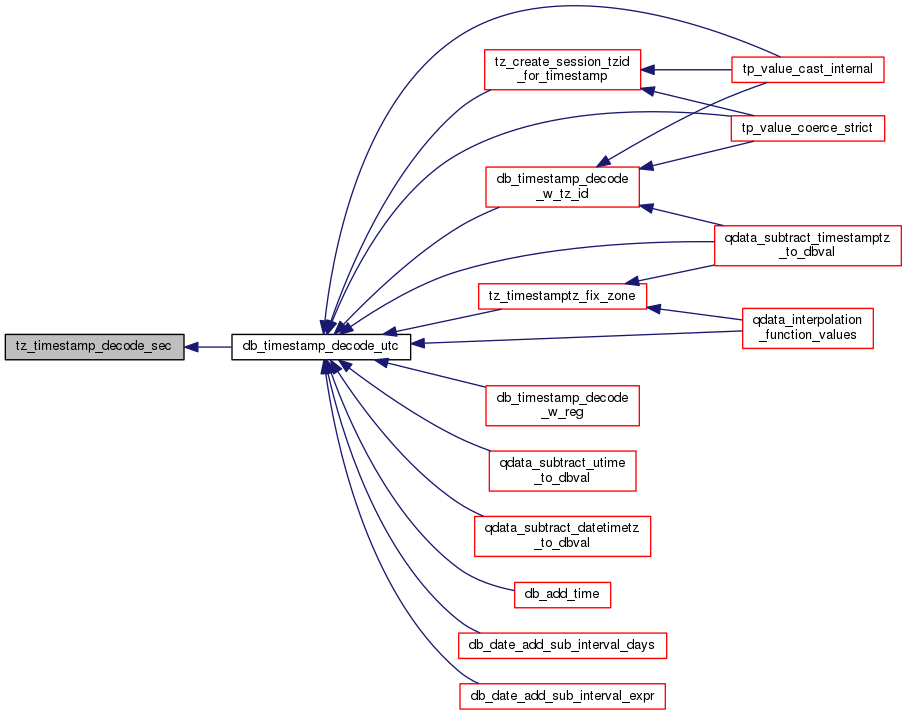 tz_timestamp_decode_sec
db_timestamp_decode_utc
tz_create_session_tzid
_for_timestamp
db_timestamp_decode
_w_tz_id
tz_timestamptz_fix_zone
db_timestamp_decode
_w_reg
qdata_subtract_utime
_to_dbval
qdata_subtract_datetimetz
_to_dbval
db_add_time
db_date_add_sub_interval_days
db_date_add_sub_interval_expr
tp_value_cast_internal
tp_value_coerce_strict
qdata_subtract_timestamptz
_to_dbval
qdata_interpolation
_function_values